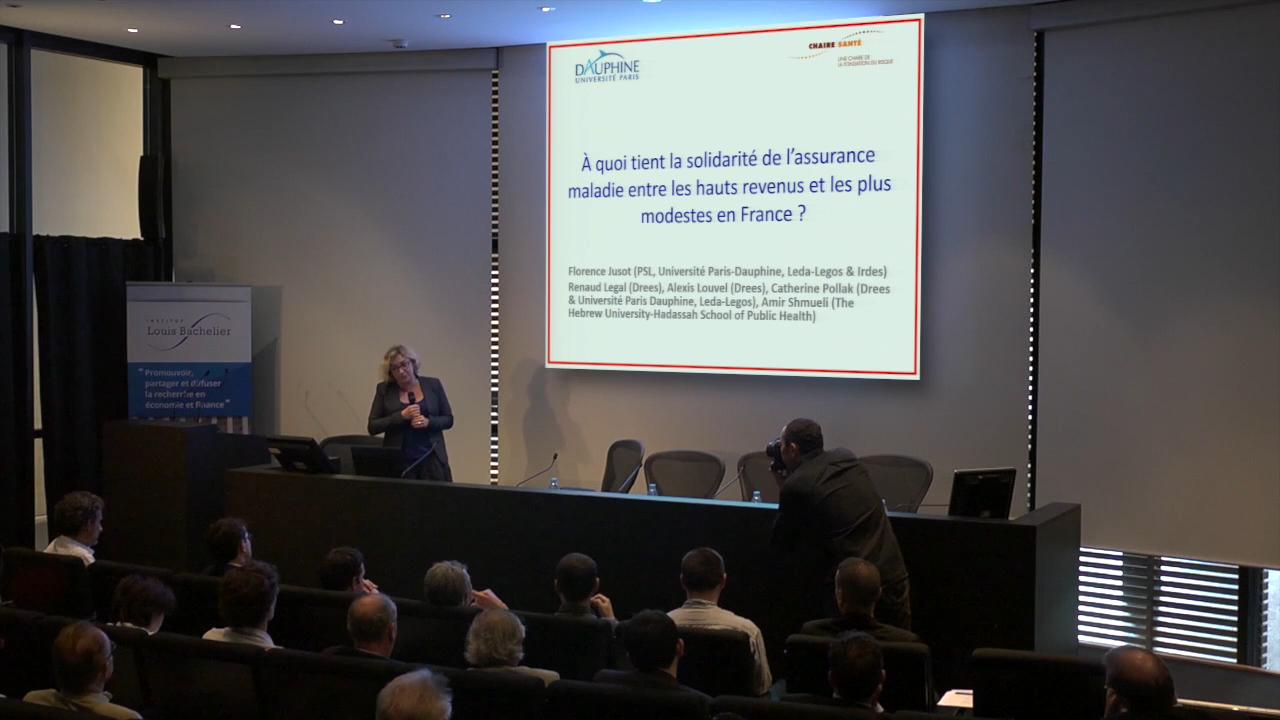 DAUPHINE
UNIVERSITÉ PARIS
CHAIRE SANTÉ
UNE CHAIRE DE
LA FONDATION DU RISQUE
À quoi tient la solidarité de l'assurance
maladie entre les hauts revenus et les plus
modestes en France ?
Florence Jusot (PSL, Université Paris-Dauphine, Leda-Legos & Irdes)
Renaud Legal (Drees), Alexis Louvel (Drees), Catherine Pollak (Drees
& Université Paris Dauphine, Leda-Legos), Amir Shmueli (The
Hebrew University-Hadassah School of Public Health)
INSTITUT
Louis Bachelier
"Promouvoir,
partager et diffuser
la recherche en
économie et finance"